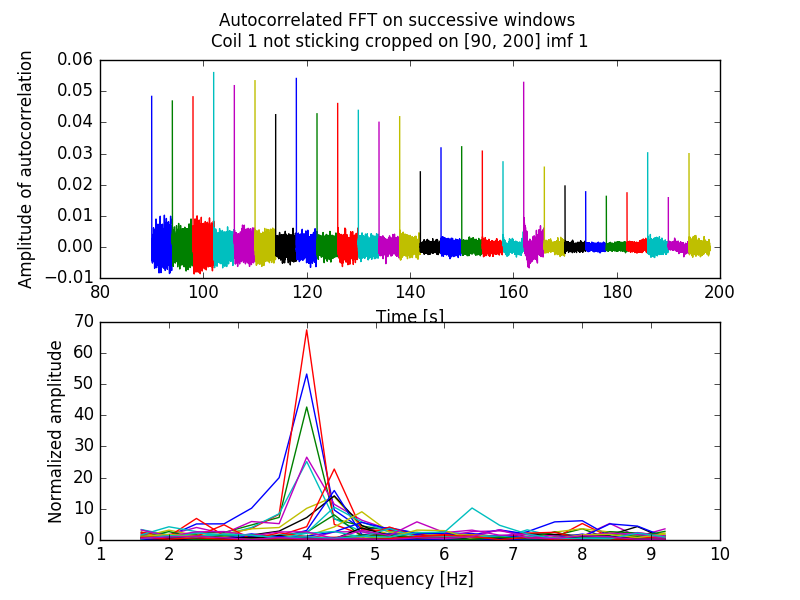 Autocorrelated FFT on successive windows
Coil 1 not sticking cropped on [90, 200] imf 1
Amplitude of autocorrelation
0.06
0.05
0.04
0.03
0.02
0.01
0.00
−0.01
80 100 120 140 160 180 200
Time [s]
Normalized amplitude
70
60
50
40
30
20
10
0
1 2 3 4 5 6 7 8 9 10
Frequency [Hz]